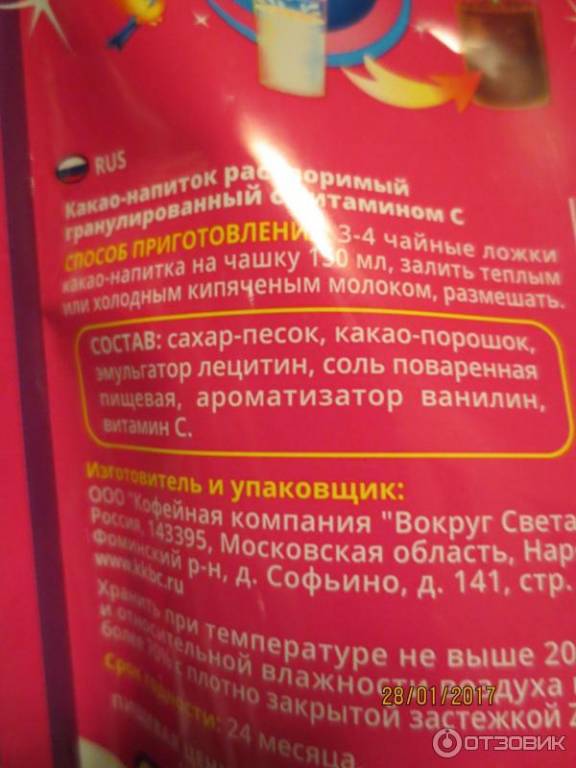 RUS
Какао-напиток растворимый
гранулированный с витамином С
СПОСОБ ПРИГОТОВЛЕНИЯ: 3-4 чайные ложки
какао-напитка на чашку 150 мл, залить теплым
или холодным кипяченым молоком, размешать.
СОСТАВ: сахар-песок, какао-порошок,
эмульгатор лецитин, соль поваренная
пищевая, ароматизатор ванилин,
витамин С.
Изготовитель и упаковщик:
ООО "Кофейная компания "Вокруг Света
Россия, 143395, Московская область, Нар
Фоминский р-н, д. Софьино, д. 141, стр.
www.kkbc.ru
Хранить при температуре не выше 20
и относительной влажности воздуха
более с плотно закрытой застежкой Z
Срок годности: 24 месяца
28/01/2017
ОТЗОВИК